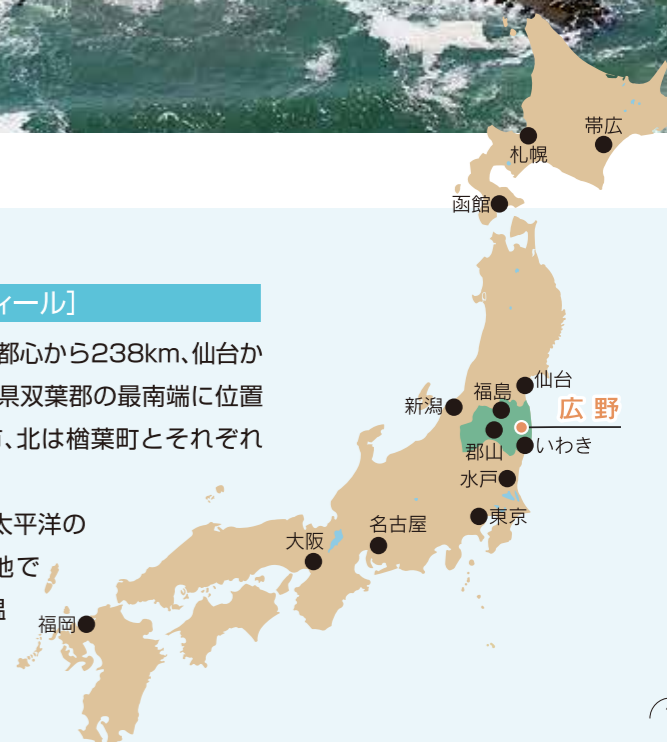 帯広
札幌
函館
ィール]
都心から238km、仙台か
県双葉郡の最南端に位置
、北は楢葉町とそれぞれ
太平洋の
地で
仙台
福島
広 野
新潟
郡山
いわき
水戸
東京
名古屋
大阪
福岡